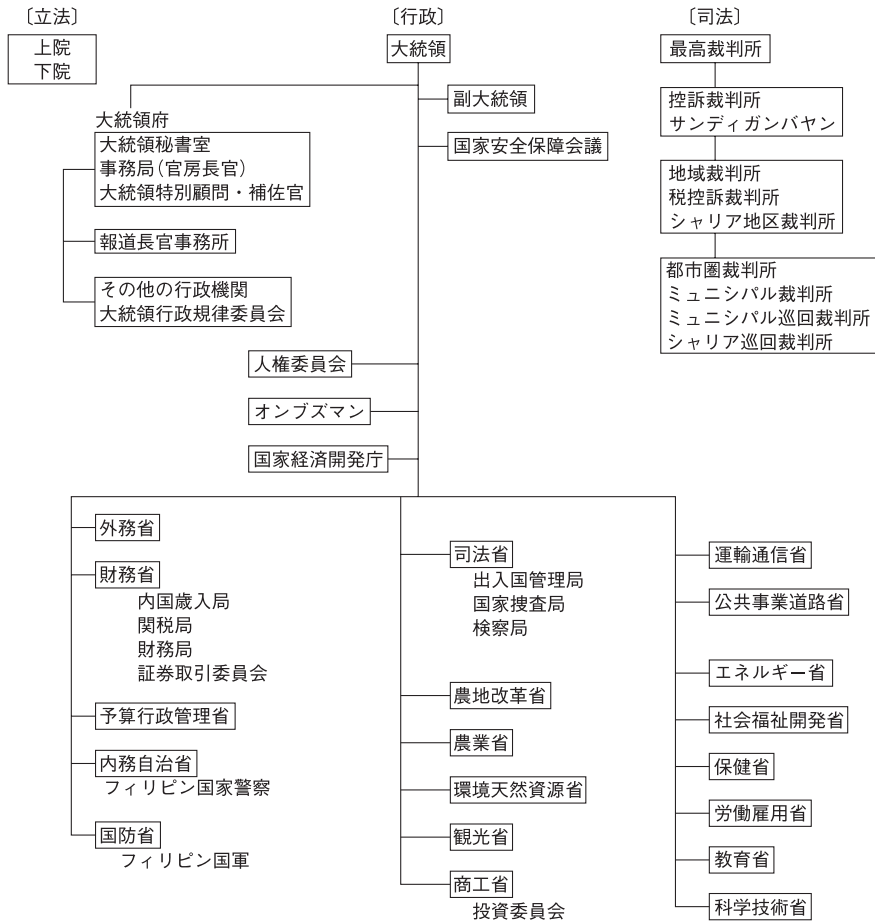 〔立法〕
上院
下院
〔行政〕
大統領
副大統領
国家安全保障会議
大統領府
大統領秘書室
事務局(官房長官)
大統領特別顧問・補佐官
報道長官事務所
その他の行政機関
大統領行政規律委員会
人権委員会
オンブズマン
国家経済開発庁
〔司法〕
最高裁判所
控訴裁判所
サンディガンバヤン
地域裁判所
税控訴裁判所
シャリア地区裁判所
都市圏裁判所
ミュニシパル裁判所
ミュニシパル巡回裁判所
シャリア巡回裁判所
外務省
財務省
内国歳入局
関税局
財務局
証券取引委員会
予算行政管理省
内務自治省
フィリピン国家警察
国防省
フィリピン国軍
司法省
出入国管理局
国家捜査局
検察局
農地改革省
農業省
環境天然資源省
観光省
商工省
投資委員会
運輸通信省
公共事業道路省
エネルギー省
社会福祉開発省
保健省
労働雇用省
教育省
科学技術省